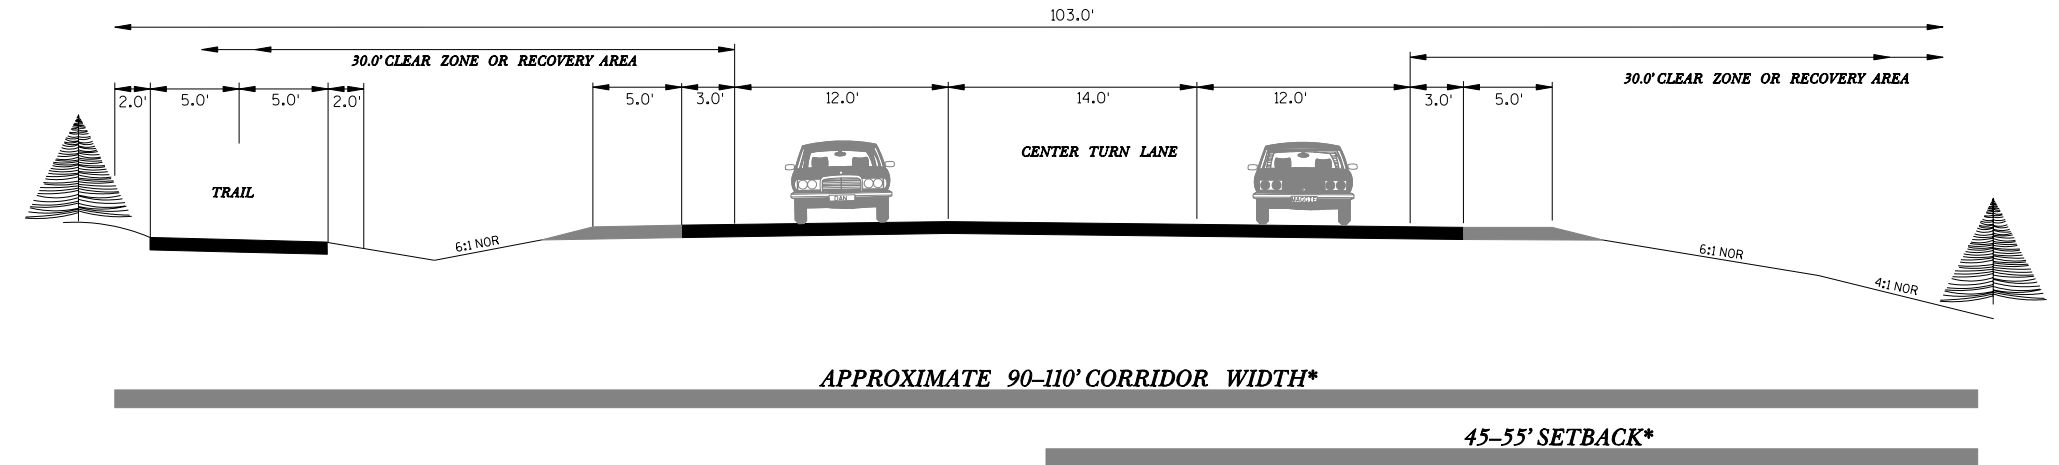 103.0'
30.0' CLEAR ZONE OR RECOVERY AREA
30.0' CLEAR ZONE OR RECOVERY AREA
2.0' 5.0' 5.0' 2.0' 5.0' 3.0' 12.0' 14.0' 12.0' 3.0' 5.0'
CENTER TURN LANE
TRAIL
DAN
MAGGIE
6:1 NOR
6:1 NOR
4:1 NOR
APPROXIMATE 90–110' CORRIDOR WIDTH*
45–55' SETBACK*